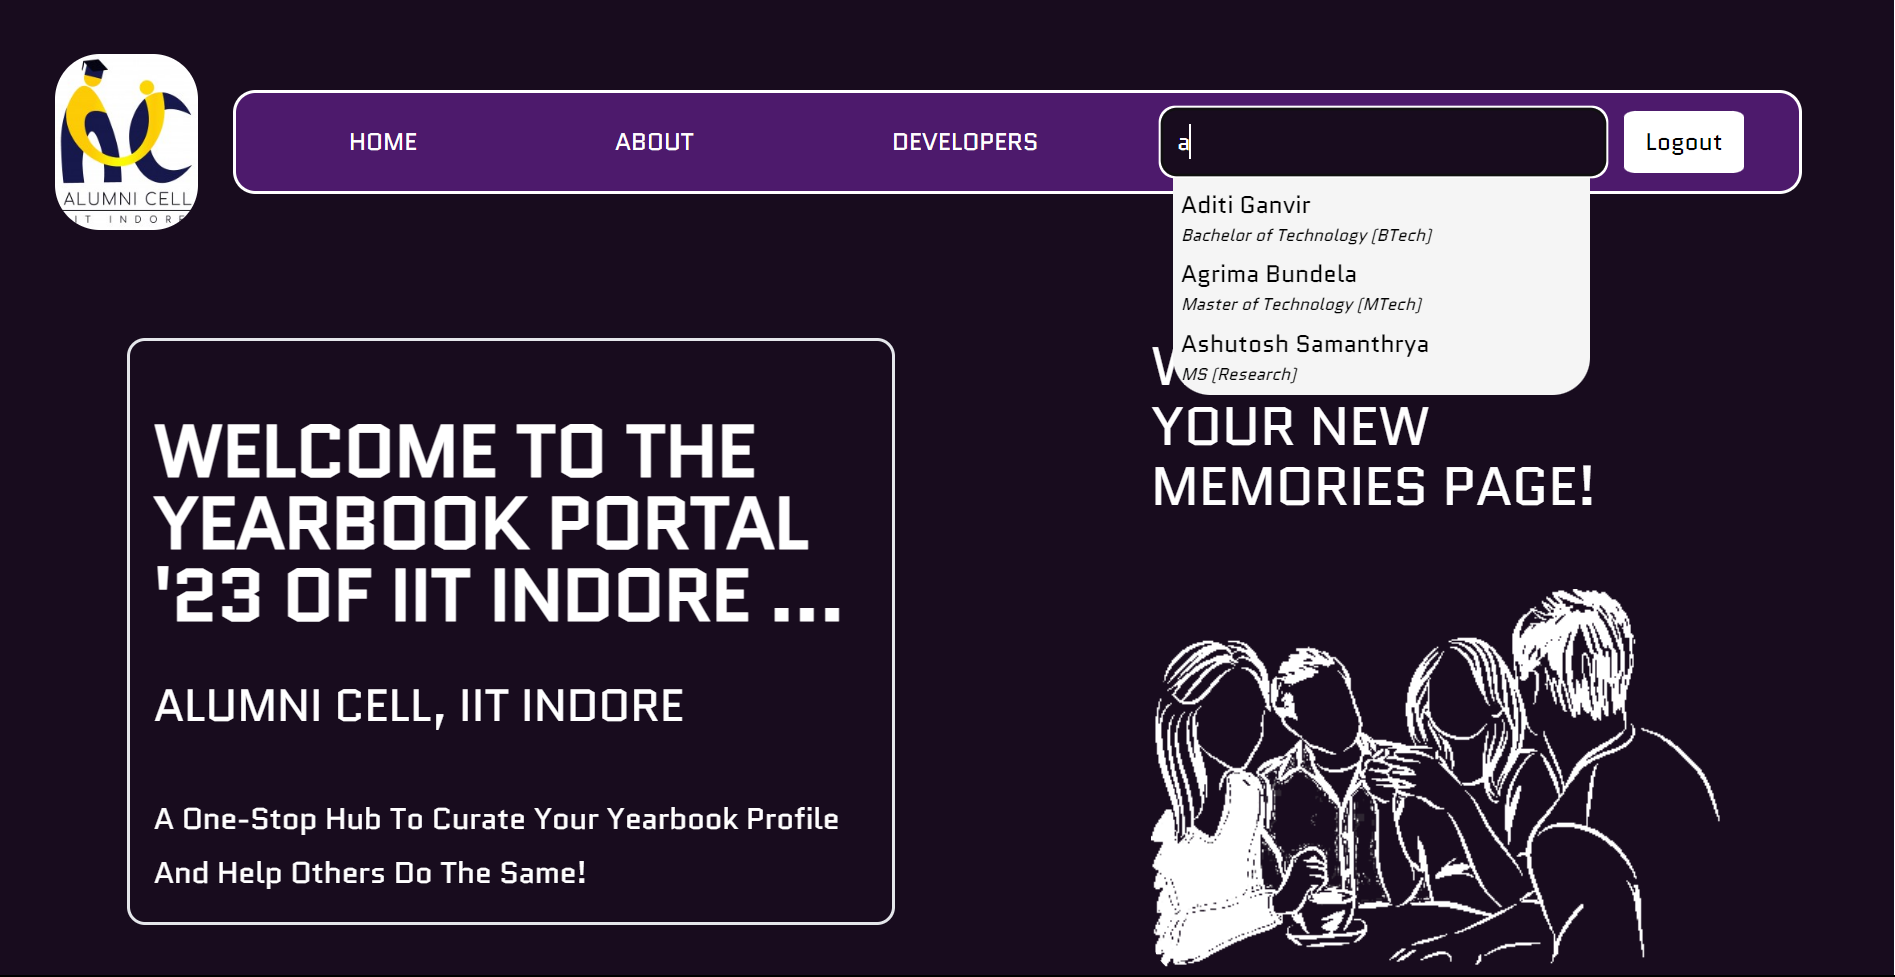 ALUMNI CELL
IIT INDORE
HOME
ABOUT
DEVELOPERS
a
Logout
Aditi Ganvir
Bachelor of Technology [BTech]
Agrima Bundela
Master of Technology [MTech]
Ashutosh Samanthrya
MS [Research]
WELCOME TO THE
YEARBOOK PORTAL
'23 OF IIT INDORE ...
ALUMNI CELL, IIT INDORE
A One-Stop Hub To Curate Your Yearbook Profile
And Help Others Do The Same!
YOUR NEW
MEMORIES PAGE!